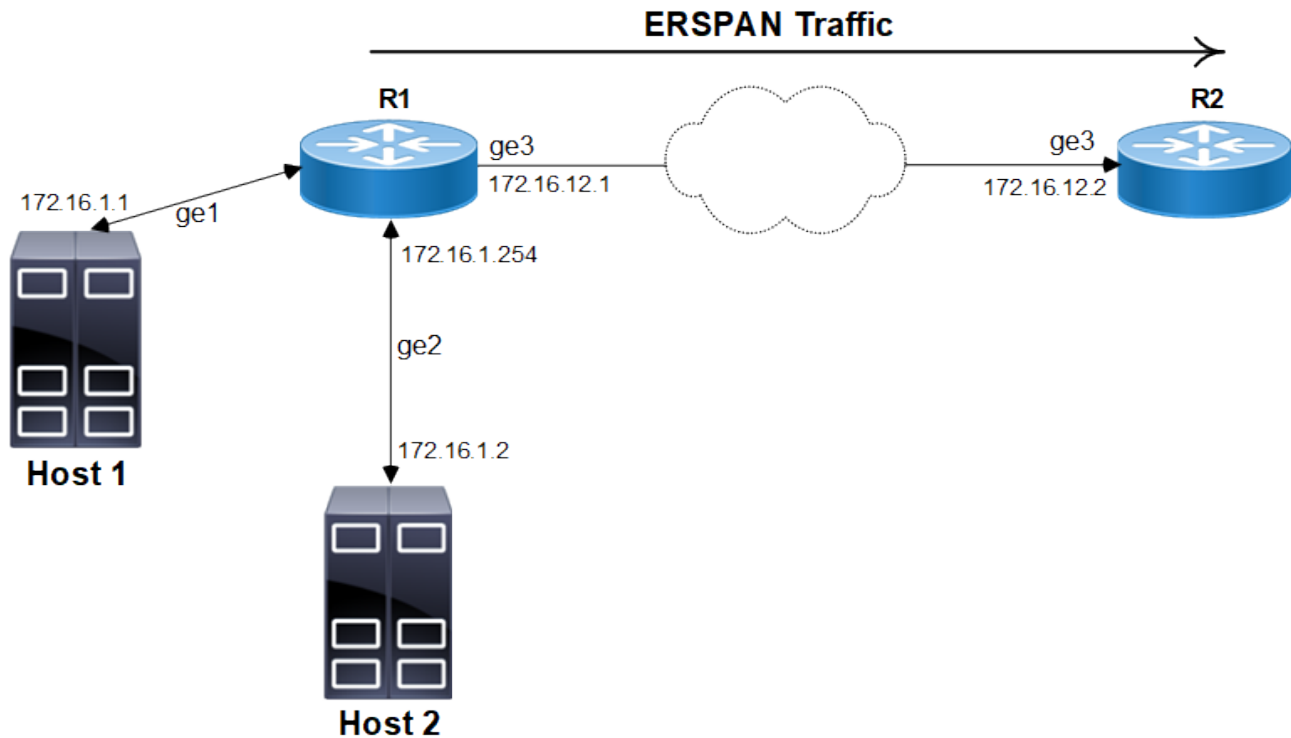 ERSPAN Traffic
R1
R2
ge3
ge3
172.16.12.1
172.16.12.2
172.16.1.1
ge1
172.16.1.254
ge2
Host 1
172.16.1.2
Host 2